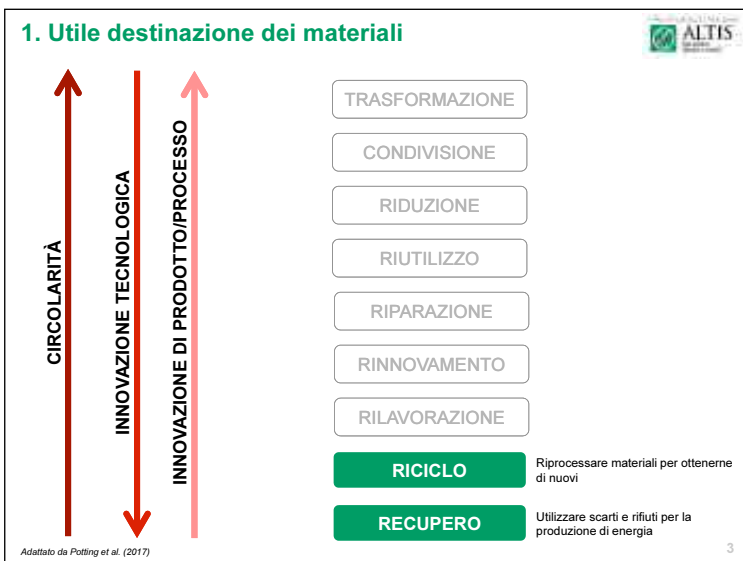 1. Utile destinazione dei materiali
ALTIS
CIRCOLARITÀ
INNOVAZIONE TECNOLOGICA
INNOVAZIONE DI PRODOTTO/PROCESSO
TRASFORMAZIONE
CONDIVISIONE
RIDUZIONE
RIUTILIZZO
RIPARAZIONE
RINNOVAMENTO
RILAVORAZIONE
RICICLO
Riprocessare materiali per ottenerne
di nuovi
RECUPERO
Utilizzare scarti e rifiuti per la
produzione di energia
Adattato da Potting et al. (2017)
3